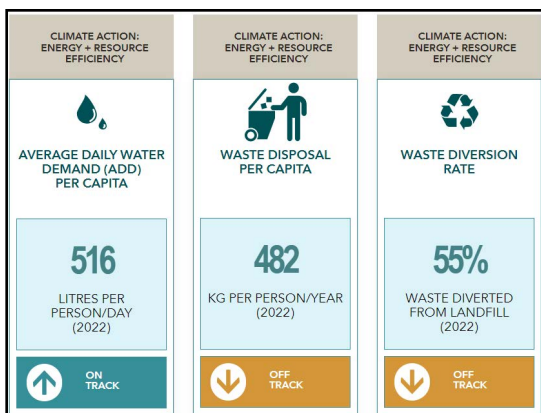 CLIMATE ACTION:
ENERGY + RESOURCE
EFFICIENCY
AVERAGE DAILY WATER
DEMAND (ADD)
PER CAPITA
516
LITRES PER
PERSON/DAY
(2022)
ON
TRACK
CLIMATE ACTION:
ENERGY + RESOURCE
EFFICIENCY
WASTE DISPOSAL
PER CAPITA
482
KG PER PERSON/YEAR
(2022)
OFF
TRACK
CLIMATE ACTION:
ENERGY + RESOURCE
EFFICIENCY
WASTE DIVERSION
RATE
55%
WASTE DIVERTED
FROM LANDFILL
(2022)
OFF
TRACK